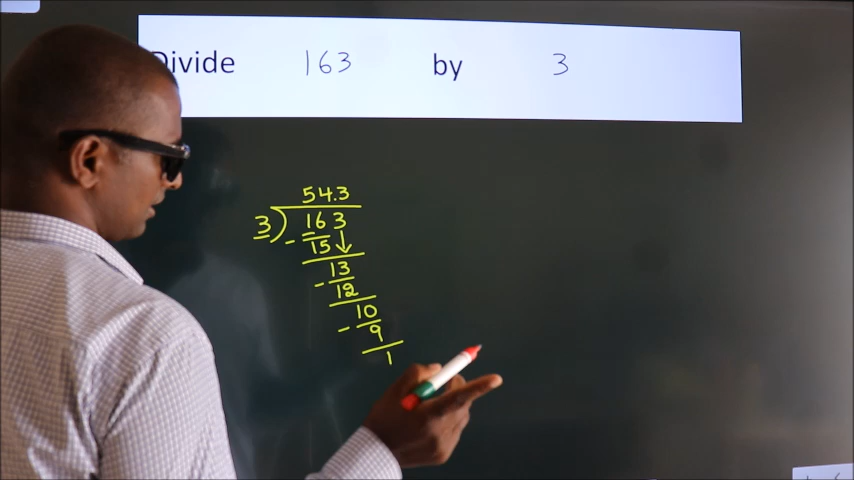 Divide 163 by 3
54.3
3 ) 163
- 15 ↓
13
- 12
10
- 9
1